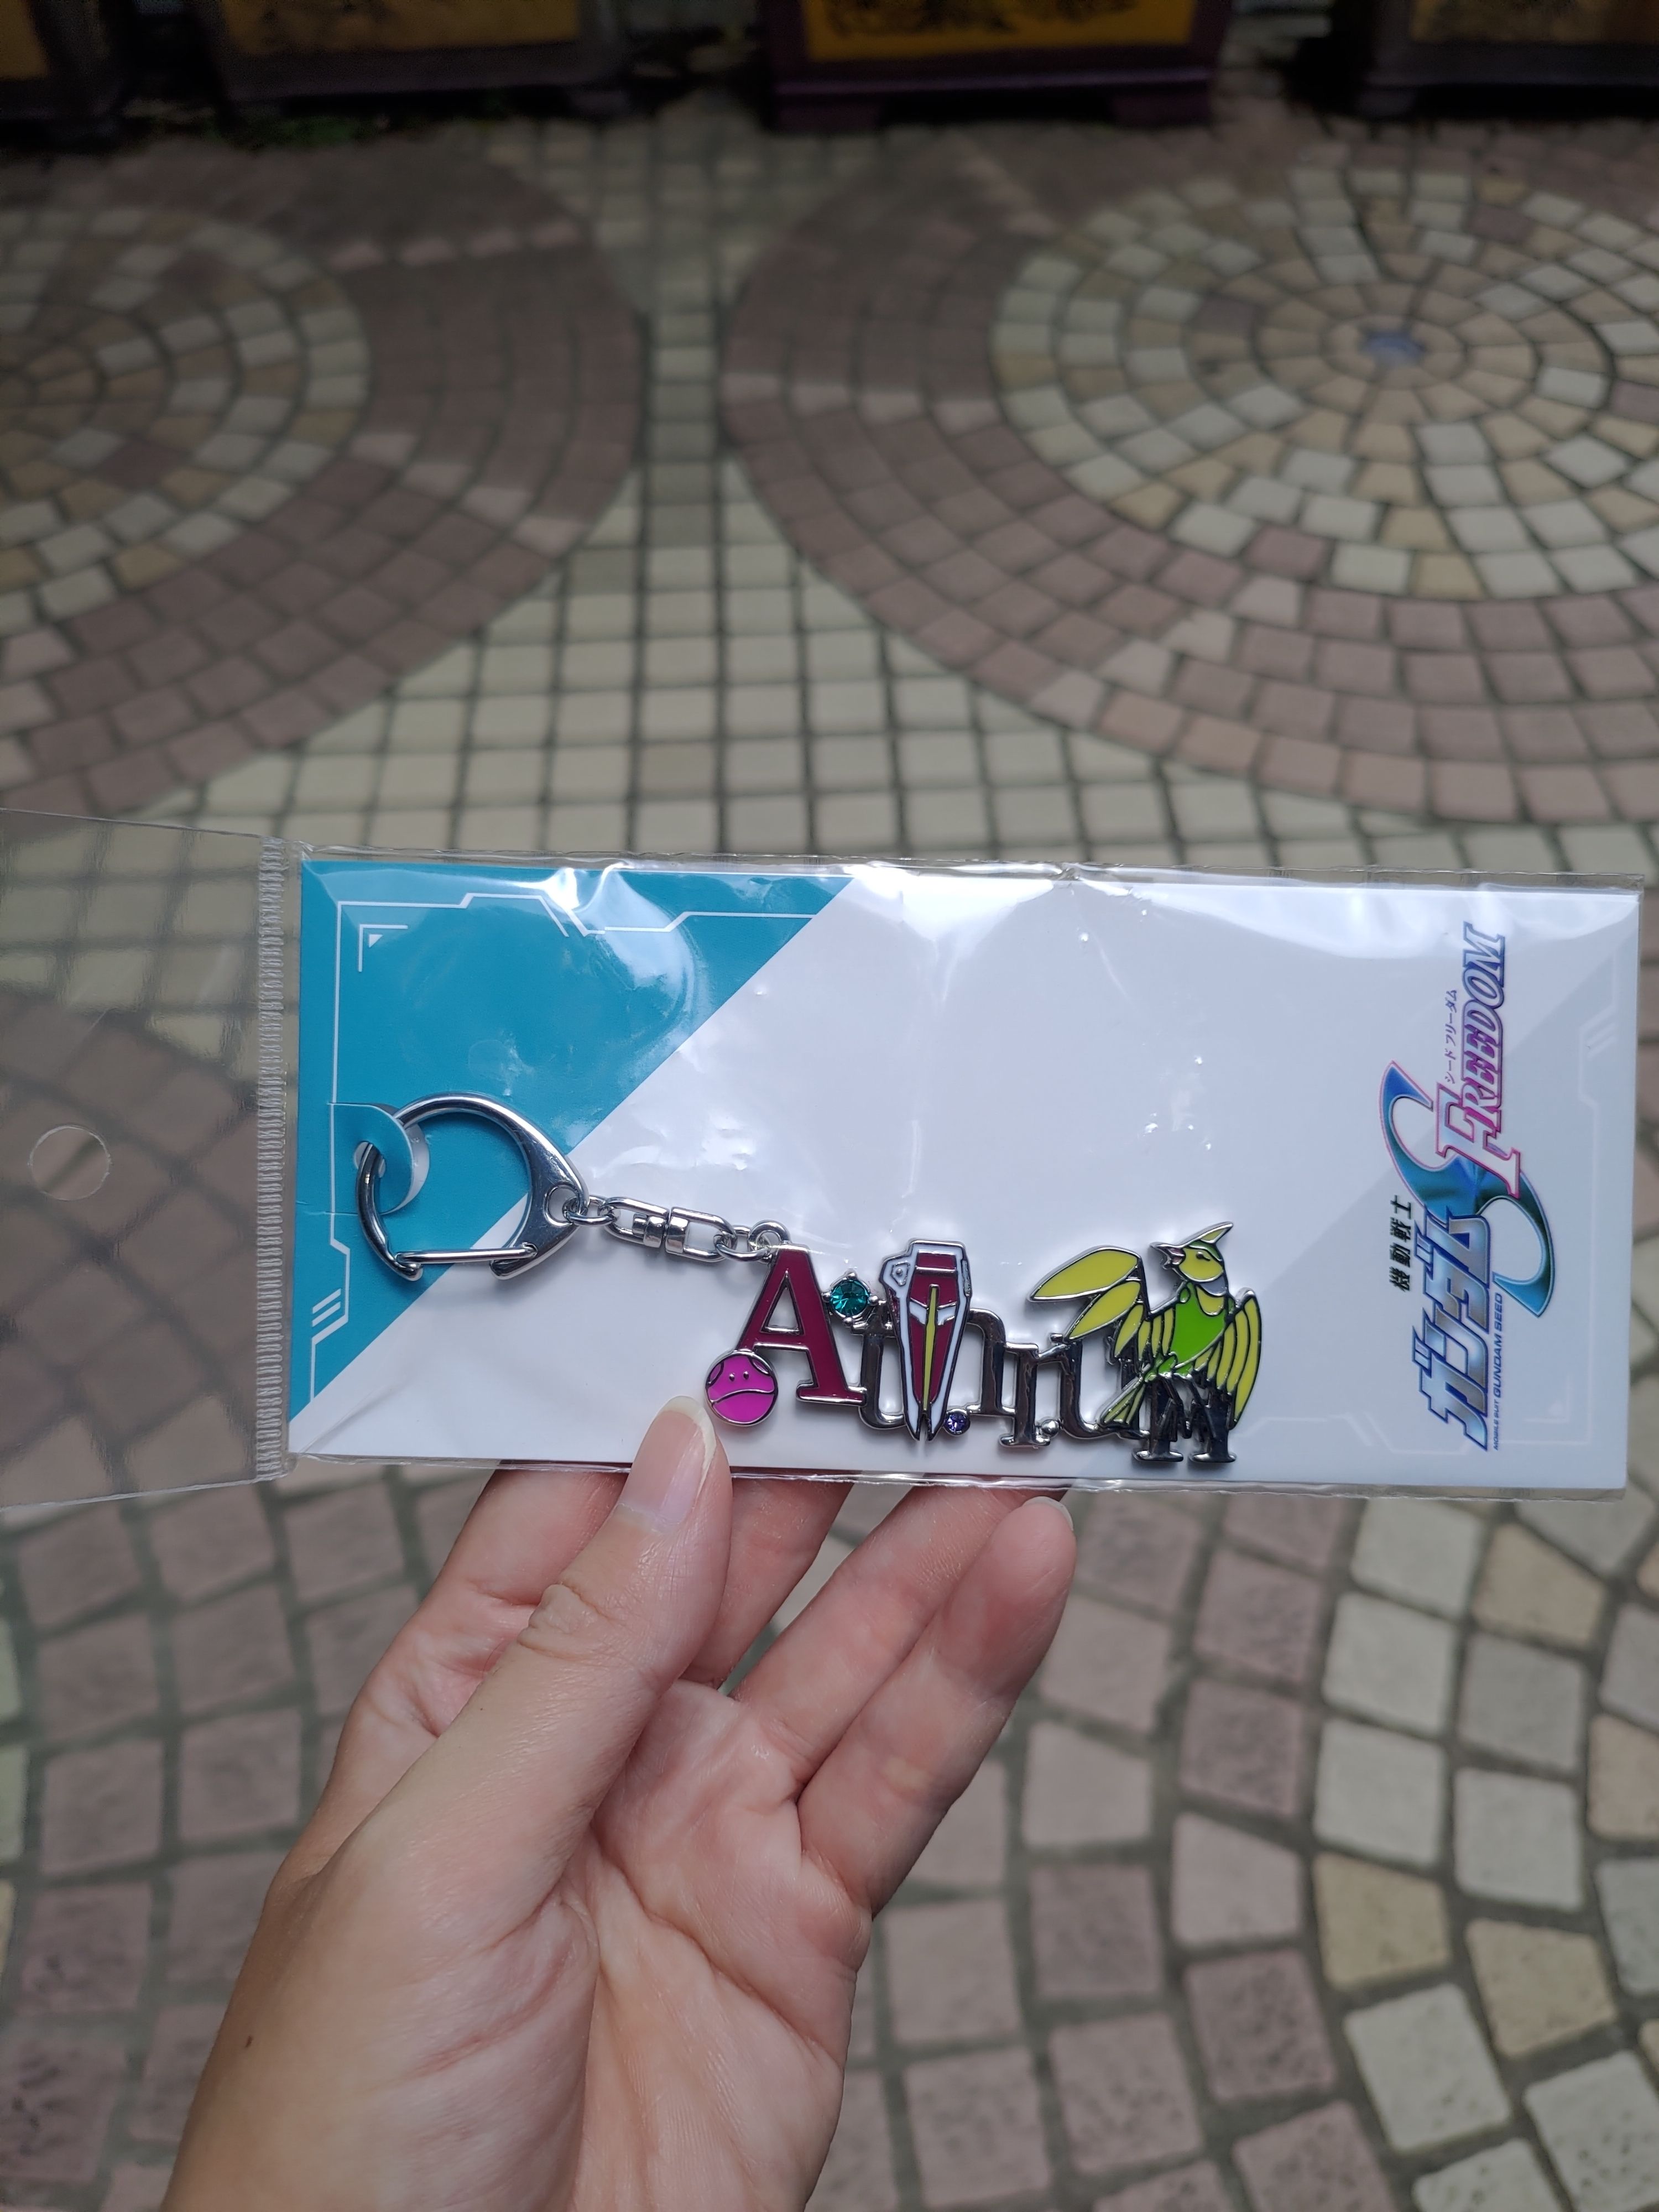 Athrun
機動戦士
ガンダム
SEED
FREEDOM
シード フリーダム
MOBILE SUIT GUNDAM SEED